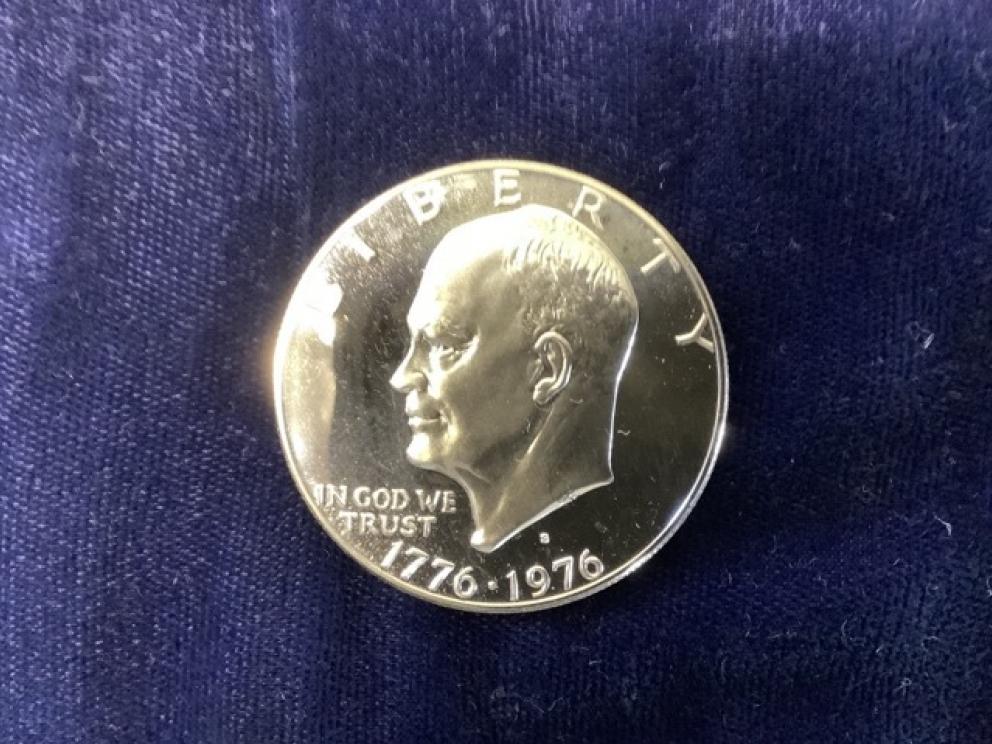 LIBERTY
IN GOD WE
TRUST
S
1776 · 1976